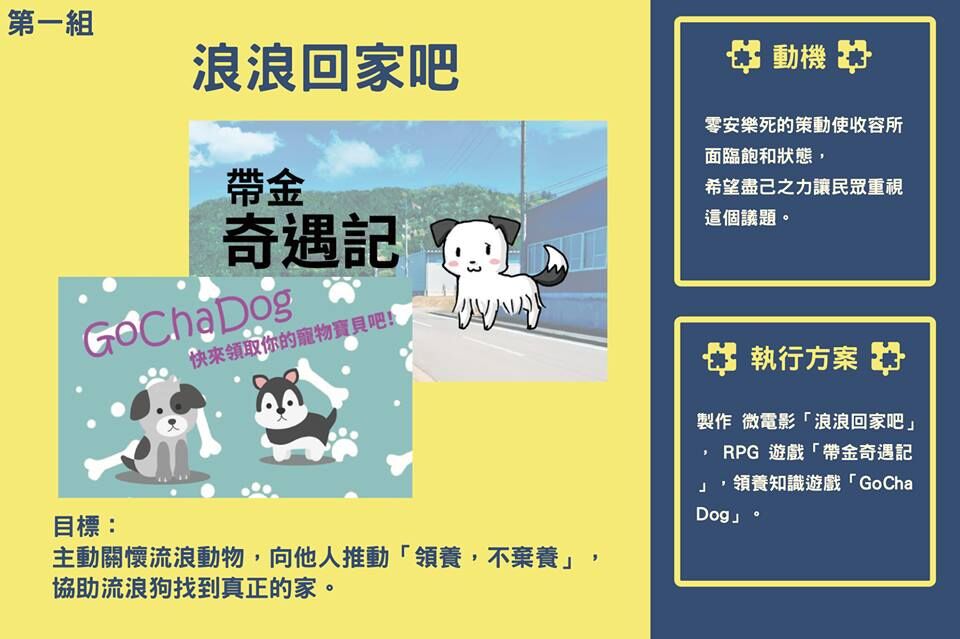 第一組
浪浪回家吧
帶金
奇遇記
GoChaDog
快來領取你的寵物寶貝吧!
目標：
主動關懷流浪動物，向他人推動「領養，不棄養」，
協助流浪狗找到真正的家。
動機
零安樂死的策動使收容所
面臨飽和狀態，
希望盡己之力讓民眾重視
這個議題。
執行方案
製作 微電影「浪浪回家吧」
， RPG 遊戲「帶金奇遇記
」，領養知識遊戲「GoCha
Dog」。